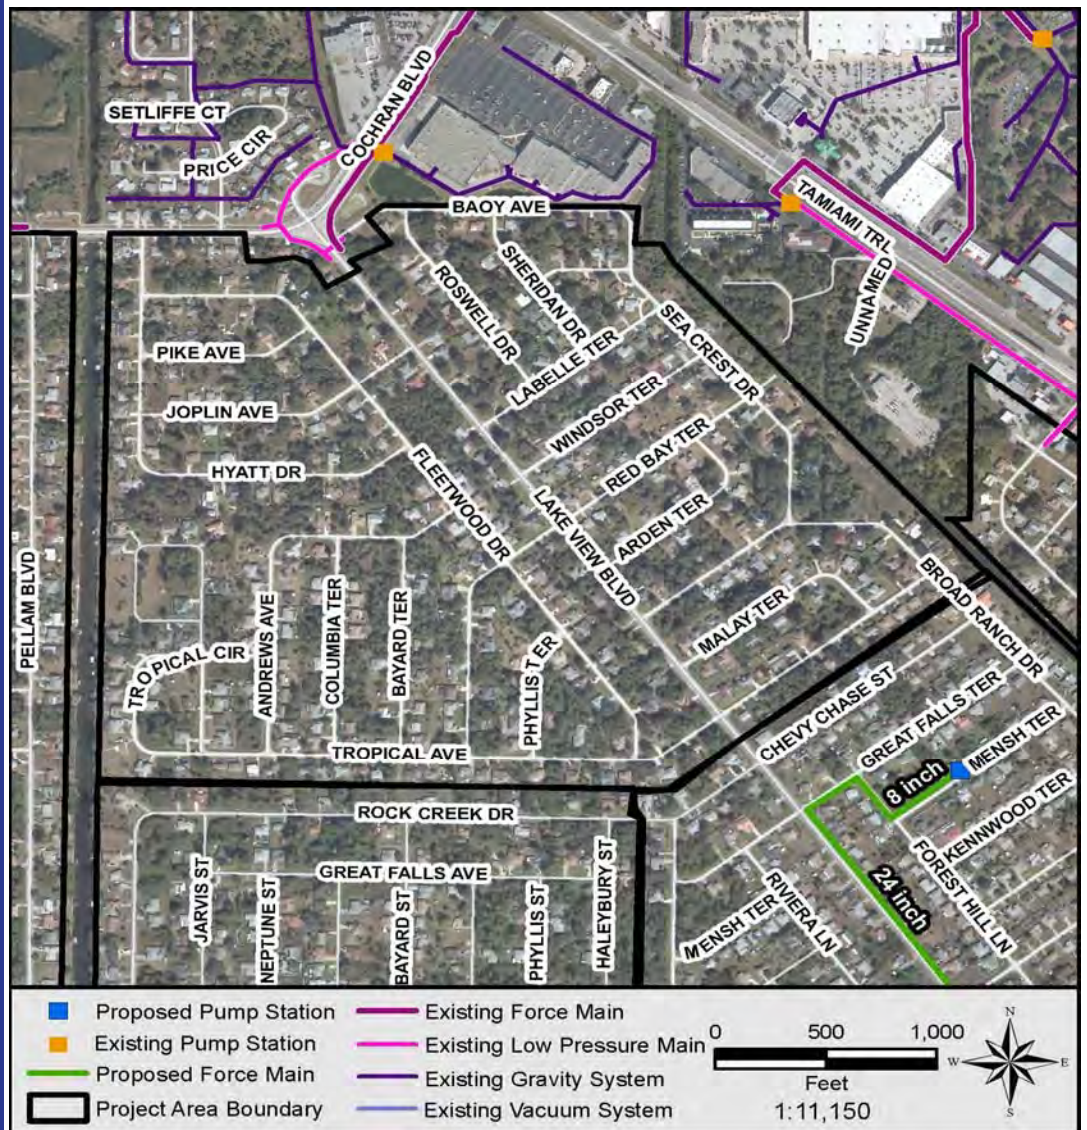 COCHRAN BLVD
SETLIFFE CT
PRICE CIR
TAMIAMI TRL
BAOY AVE
UNNAMED
SHERIDAN DR
ROSWELL DR
SEA CREST DR
PIKE AVE
LABELLE TER
JOPLIN AVE
WINDSOR TER
RED BAY TER
HYATT DR
FLEETWOOD DR
LAKE VIEW BLVD
ARDEN TER
PELLAM BLVD
BROAD RANCH DR
MALAY TER
TROPICAL CIR
ANDREWS AVE
COLUMBIA TER
BAYARD TER
PHYLLIS TER
CHEVY CHASE ST
GREAT FALLS TER
MENSH TER
TROPICAL AVE
8 inch
KENNWOOD TER
ROCK CREEK DR
FOREST HILL LN
GREAT FALLS AVE
JARVIS ST
NEPTUNE ST
BAYARD ST
PHYLLIS ST
HALEYBURY ST
MENSH TER
RIVIERA LN
24 inch
Proposed Pump Station
Existing Pump Station
Proposed Force Main
Project Area Boundary
Existing Force Main
Existing Low Pressure Main
Existing Gravity System
Existing Vacuum System
0 500 1,000
Feet
1:11,150
N
W E
S